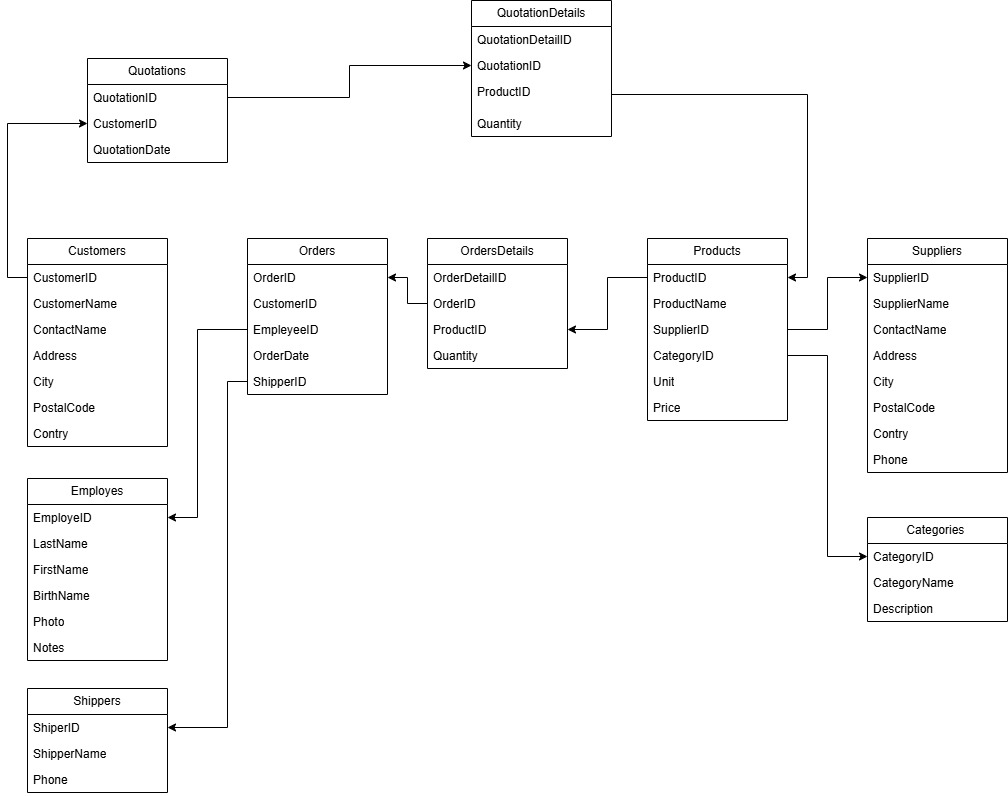 QuotationDetails
QuotationDetailID
QuotationID
ProductID
Quantity
Quotations
QuotationID
CustomerID
QuotationDate
Customers
CustomerID
CustomerName
ContactName
Address
City
PostalCode
Contry
Orders
OrderID
CustomerID
EmpleyeeID
OrderDate
ShipperID
OrdersDetails
OrderDetailID
OrderID
ProductID
Quantity
Products
ProductID
ProductName
SupplierID
CategoryID
Unit
Price
Suppliers
SupplierID
SupplierName
ContactName
Address
City
PostalCode
Contry
Phone
Employes
EmployeID
LastName
FirstName
BirthName
Photo
Notes
Categories
CategoryID
CategoryName
Description
Shippers
ShiperID
ShipperName
Phone